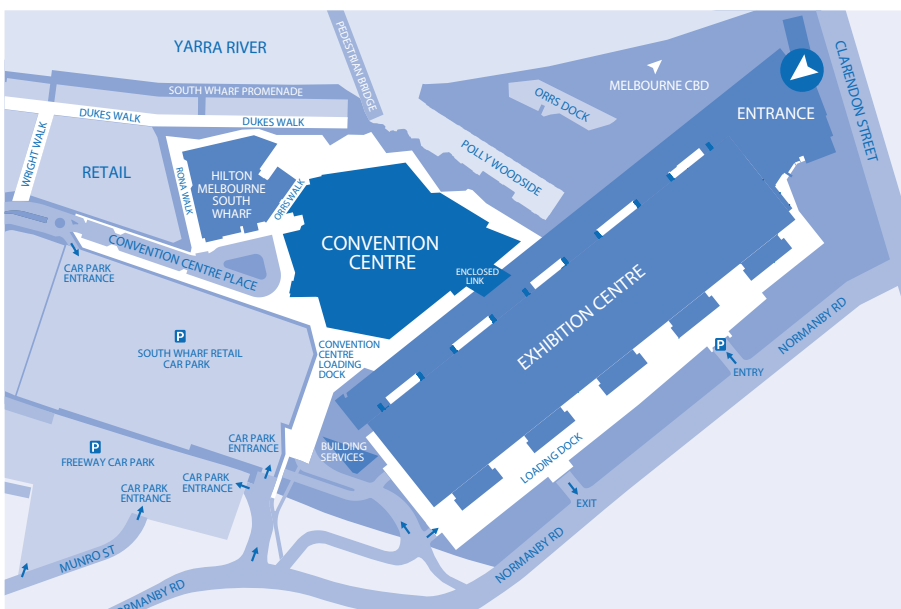 YARRA RIVER
PEDESTRIAN BRIDGE
CLARENDON STREET
MELBOURNE CBD
SOUTH WHARF PROMENADE
ORRS DOCK
ENTRANCE
DUKES WALK
DUKES WALK
WRIGHT WALK
POLLY WOODSIDE
RETAIL
RONA WALK
HILTON
MELBOURNE
SOUTH
WHARF
ORRS WALK
CONVENTION
CENTRE
CONVENTION CENTRE PLACE
CAR PARK
ENTRANCE
ENCLOSED
LINK
EXHIBITION CENTRE
NORMANBY RD
P
SOUTH WHARF RETAIL
CAR PARK
CONVENTION
CENTRE
LOADING
DOCK
P
ENTRY
BUILDING
SERVICES
CAR PARK
ENTRANCE
P
FREEWAY CAR PARK
CAR PARK
ENTRANCE
CAR PARK
ENTRANCE
LOADING DOCK
EXIT
MUNRO ST
NORMANBY RD
ORMANBY RD